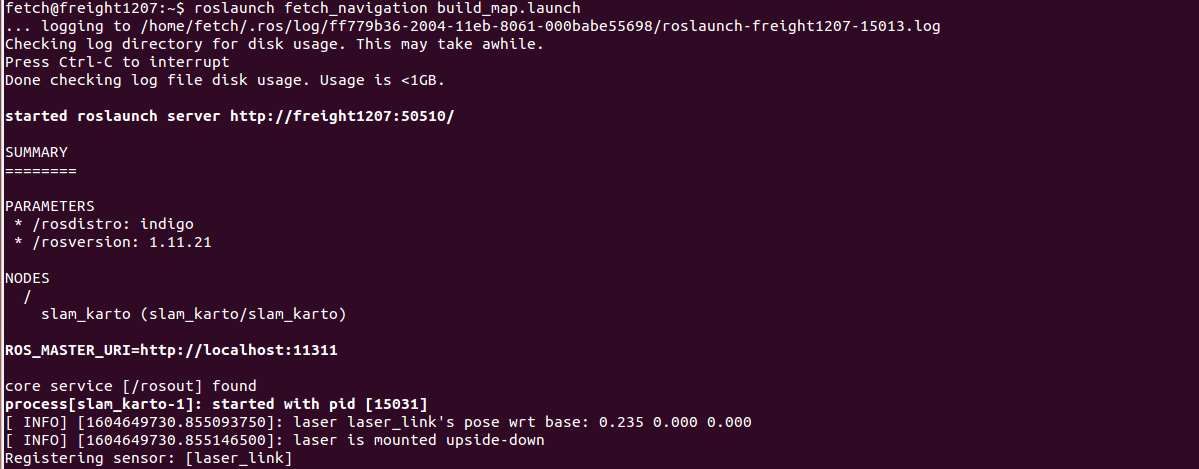 fetch@freight1207:~$ roslaunch fetch_navigation build_map.launch
... logging to /home/fetch/.ros/log/ff779b36-2004-11eb-8061-000babe55698/roslaunch-freight1207-15013.log
Checking log directory for disk usage. This may take awhile.
Press Ctrl-C to interrupt
Done checking log file disk usage. Usage is <1GB.
started roslaunch server http://freight1207:50510/
SUMMARY
========
PARAMETERS
 * /rosdistro: indigo
 * /rosversion: 1.11.21
NODES
  /
    slam_karto (slam_karto/slam_karto)
ROS_MASTER_URI=http://localhost:11311
core service [/rosout] found
process[slam_karto-1]: started with pid [15031]
[ INFO] [1604649730.855093750]: laser laser_link's pose wrt base: 0.235 0.000 0.000
[ INFO] [1604649730.855146500]: laser is mounted upside-down
Registering sensor: [laser_link]